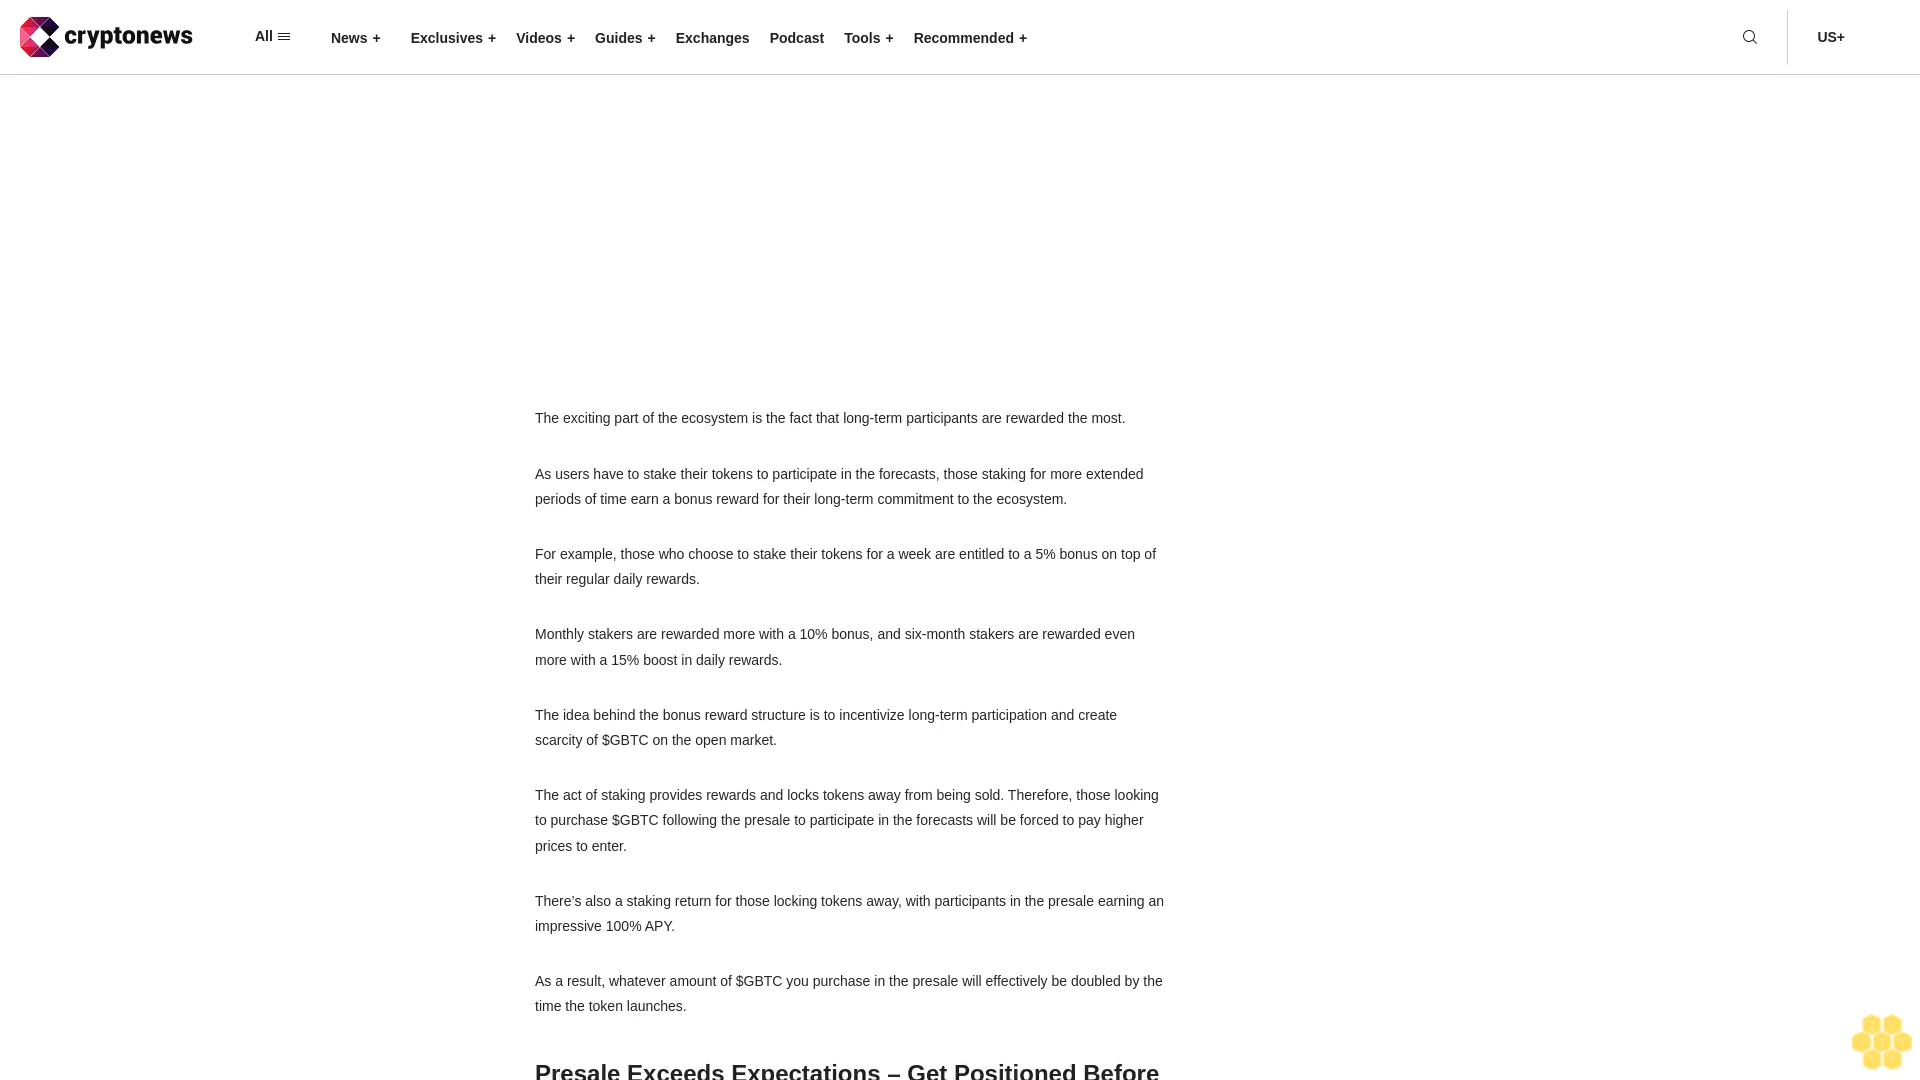 cryptonews
All
News +
Exclusives +
Videos +
Guides +
Exchanges
Podcast
Tools +
Recommended +
US+
The exciting part of the ecosystem is the fact that long-term participants are rewarded the most.
As users have to stake their tokens to participate in the forecasts, those staking for more extended
periods of time earn a bonus reward for their long-term commitment to the ecosystem.
For example, those who choose to stake their tokens for a week are entitled to a 5% bonus on top of
their regular daily rewards.
Monthly stakers are rewarded more with a 10% bonus, and six-month stakers are rewarded even
more with a 15% boost in daily rewards.
The idea behind the bonus reward structure is to incentivize long-term participation and create
scarcity of $GBTC on the open market.
The act of staking provides rewards and locks tokens away from being sold. Therefore, those looking
to purchase $GBTC following the presale to participate in the forecasts will be forced to pay higher
prices to enter.
There’s also a staking return for those locking tokens away, with participants in the presale earning an
impressive 100% APY.
As a result, whatever amount of $GBTC you purchase in the presale will effectively be doubled by the
time the token launches.
Presale Exceeds Expectations – Get Positioned Before